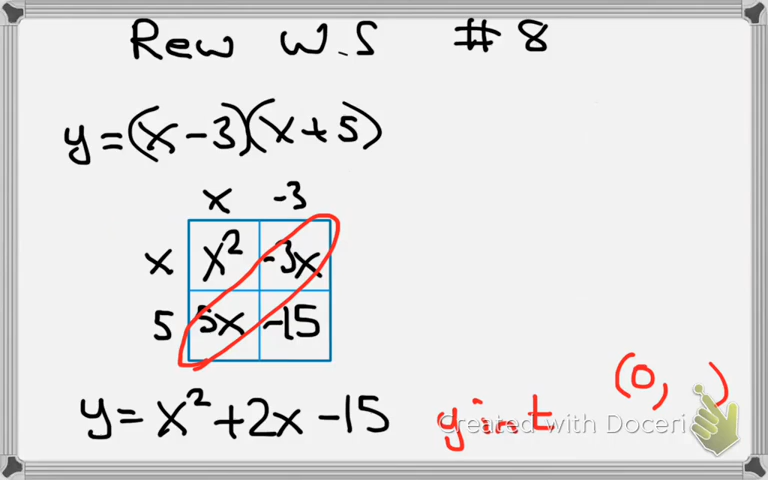 Rew W.S # 8
y=(x-3)(x+5)
x -3
x x² -3x
5 5x -15
y=x²+2x-15
y int (0, )
Created with Doceri